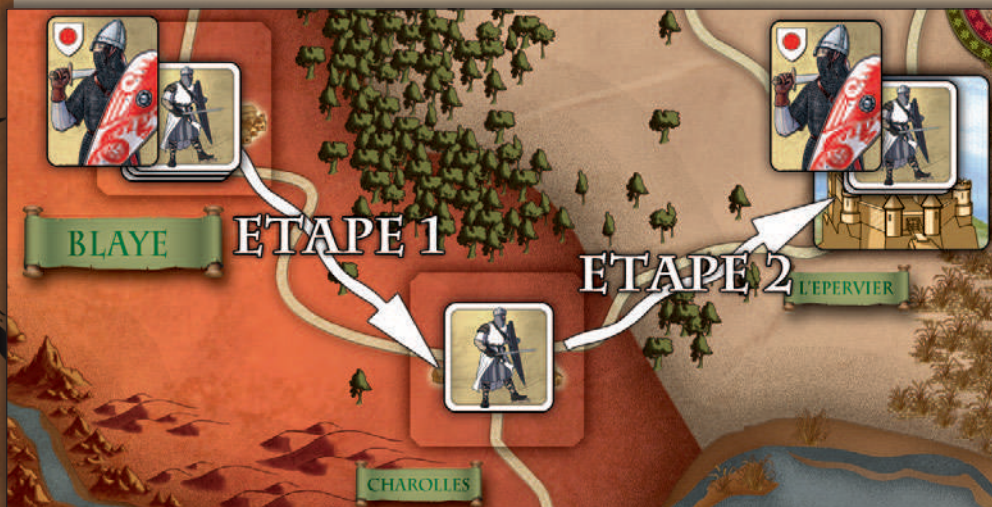 BLAYE
ETAPE 1
ETAPE 2
L'EPERVIER
CHAROLLES